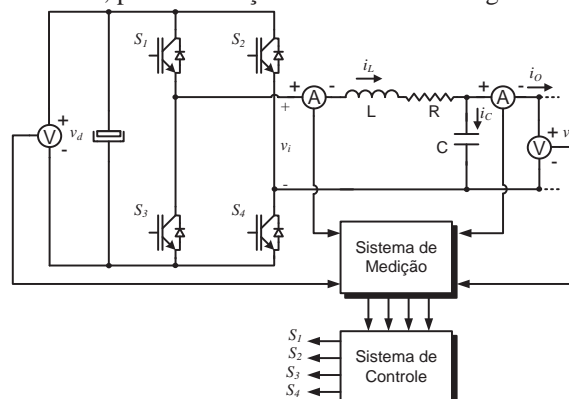 S1
S2
iL
iO
+
A
-
+
A
-
L
R
iC
C
+
V
-
vd
+
vi
-
+
V
-
v
S3
S4
Sistema de
Medição
S1
S2
S3
S4
Sistema de
Controle